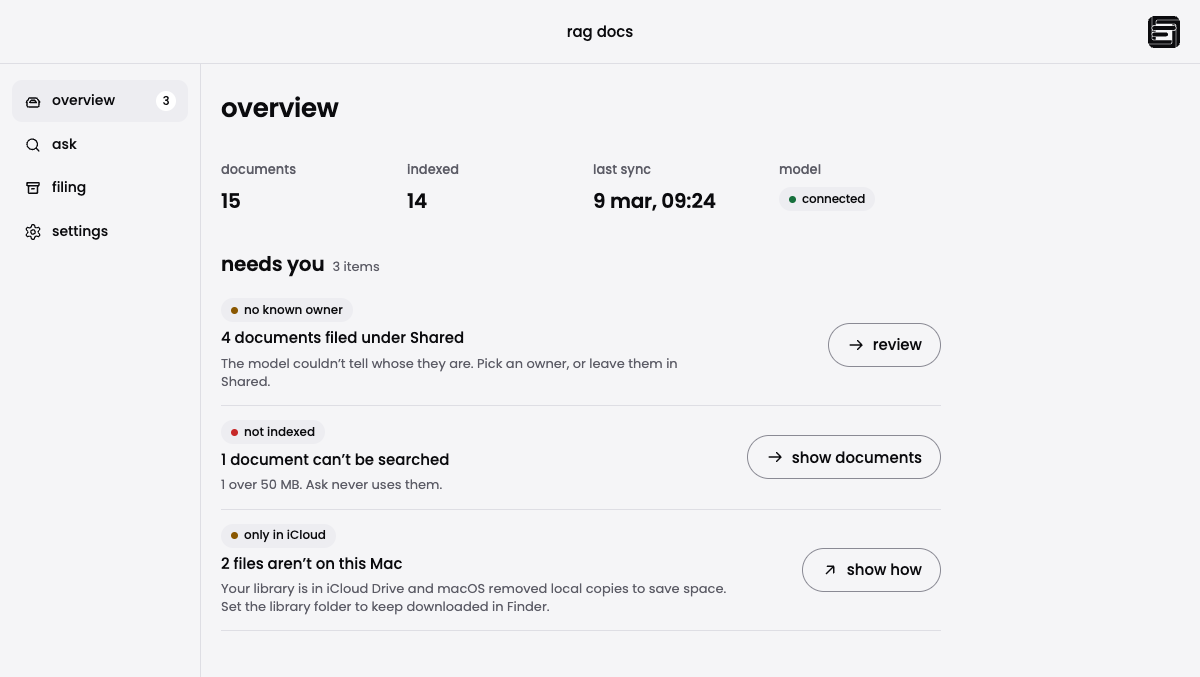 rag docs
overview
3
ask
filing
settings
overview
documents
15
indexed
14
last sync
9 mar, 09:24
model
connected
needs you 3 items
no known owner
4 documents filed under Shared
The model couldn’t tell whose they are. Pick an owner, or leave them in
Shared.
review
not indexed
1 document can’t be searched
1 over 50 MB. Ask never uses them.
show documents
only in iCloud
2 files aren’t on this Mac
Your library is in iCloud Drive and macOS removed local copies to save space.
Set the library folder to keep downloaded in Finder.
show how